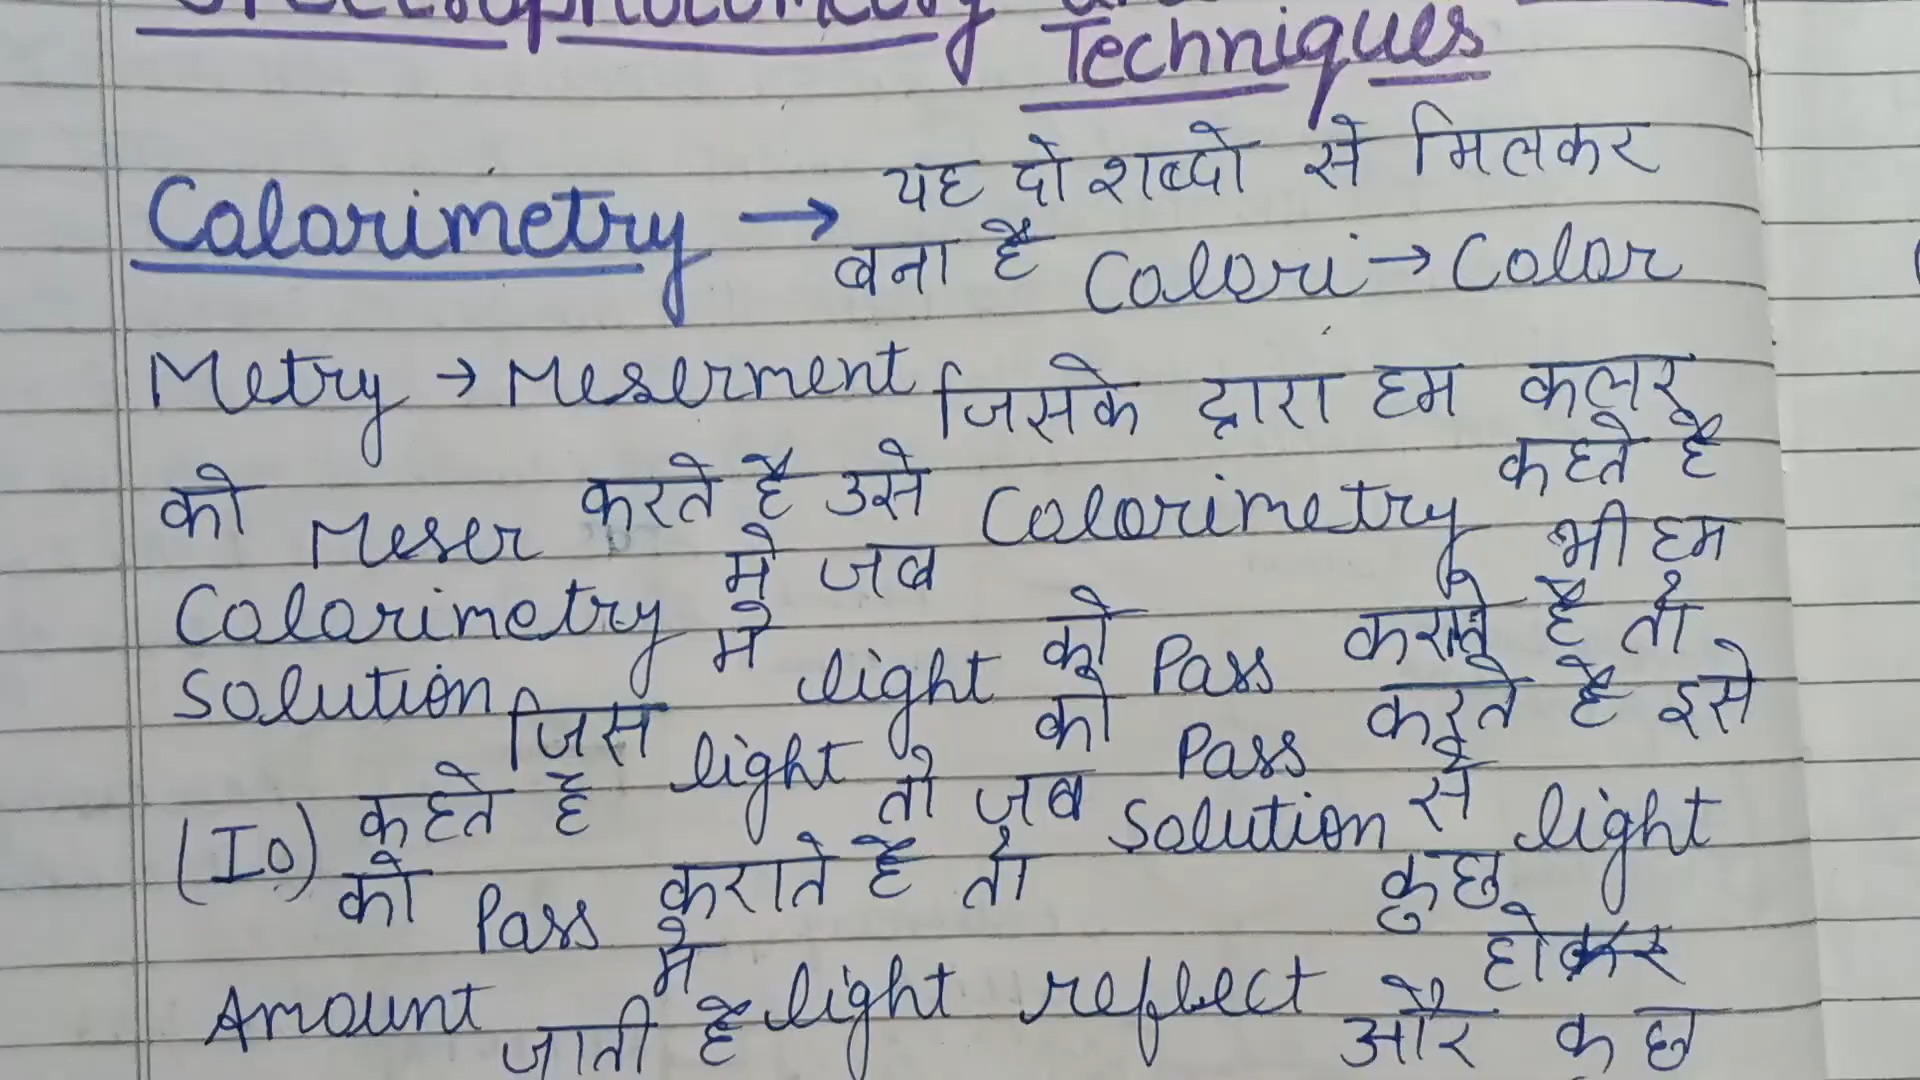 Techniques
Calorimetry → यह दो शब्दो से मिलकर
बना है Calori → Color
Metry → Meserment जिसके द्वारा हम कलर
को Meser करते है उसे Calorimetry कहते है
Calorimetry मे जब भी हम
Solution मे light को Pass कराते है तो
जिस light को Pass करते है इसे
(Io) कहते है तो जब Solution से light
को Pass कराते है तो कुछ
Amount मे light reflect हो
जाती है और कुछ